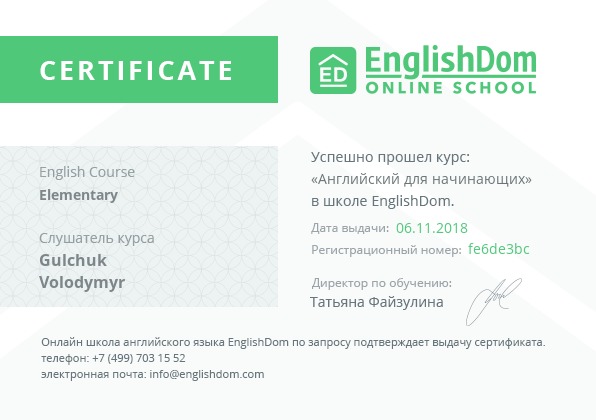 CERTIFICATE
ED
EnglishDom
ONLINE SCHOOL
English Course
Elementary
Слушатель курса
Gulchuk
Volodymyr
Успешно прошел курс:
«Английский для начинающих»
в школе EnglishDom.
Дата выдачи: 06.11.2018
Регистрационный номер: fe6de3bc
Директор по обучению:
Татьяна Файзулина
Онлайн школа английского языка EnglishDom по запросу подтверждает выдачу сертификата.
телефон: +7 (499) 703 15 52
электронная почта: info@englishdom.com